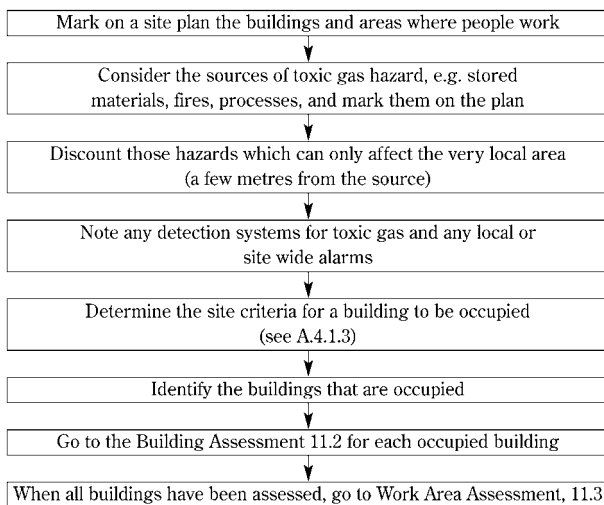 Mark on a site plan the buildings and areas where people work
Consider the sources of toxic gas hazard, e.g. stored
materials, fires, processes, and mark them on the plan
Discount those hazards which can only affect the very local area
(a few metres from the source)
Note any detection systems for toxic gas and any local or
site wide alarms
Determine the site criteria for a building to be occupied
(see A.4.1.3)
Identify the buildings that are occupied
Go to the Building Assessment 11.2 for each occupied building
When all buildings have been assessed, go to Work Area Assessment, 11.3